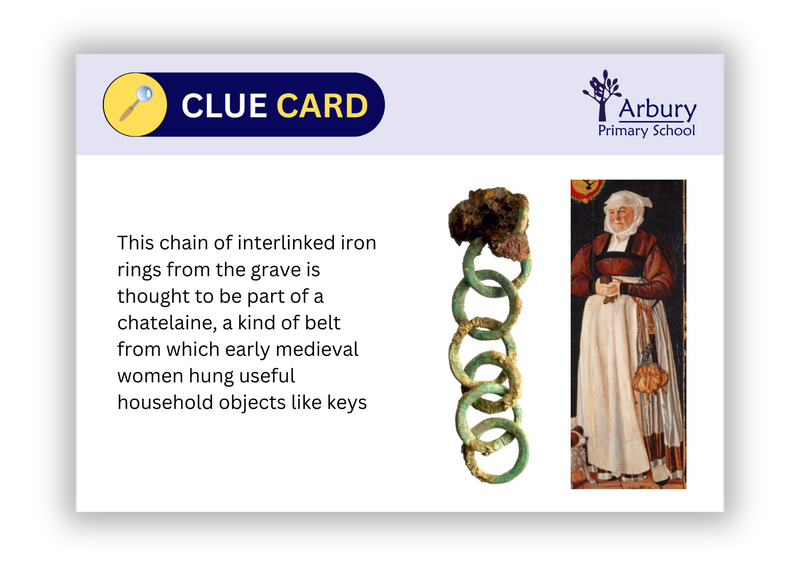 CLUE CARD
Arbury
Primary School
This chain of interlinked iron
rings from the grave is
thought to be part of a
chatelaine, a kind of belt
from which early medieval
women hung useful
household objects like keys